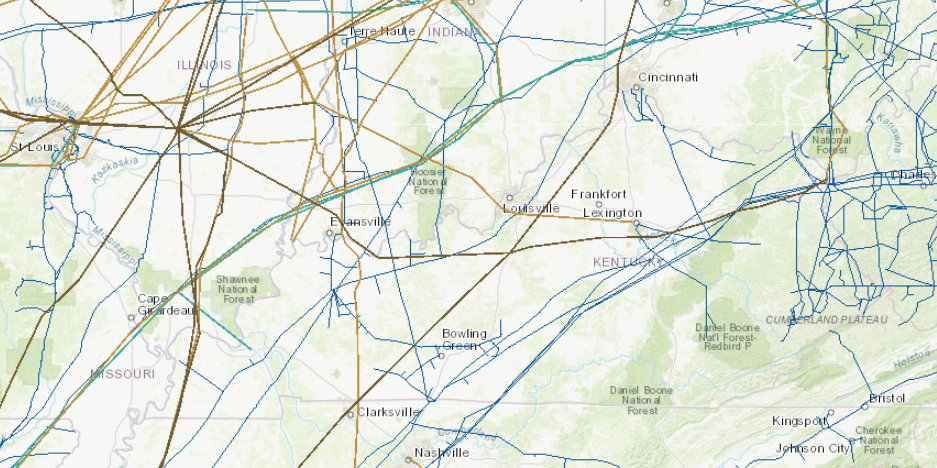 Terre Haute
INDIANA
ILLINOIS
Cincinnati
Mississippi
St Louis
Kaskaskia
Wayne
National
Forest
Kanawha
Hoosier
National
Forest
Charles
Frankfort
Louisville
Lexington
Evansville
Mississippi
KENTUCKY
Shawnee
National
Forest
Cape
Girardeau
CUMBERLAND PLATEAU
Daniel Boone
Nat'l Forest-
Redbird P
Bowling
Green
Holston
MISSOURI
Daniel Boone
National
Forest
Bristol
Clarksville
Kingsport
Cherokee
National
Forest
Johnson City
Nashville